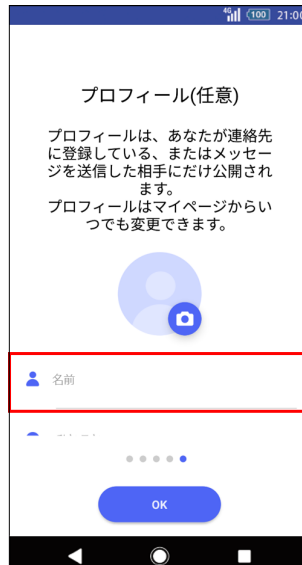 4G 100 21:00
プロフィール(任意)
プロフィールは、あなたが連絡先
に登録している、またはメッセー
ジを送信した相手にだけ公開され
ます。
プロフィールはマイページからい
つでも変更できます。
名前
OK